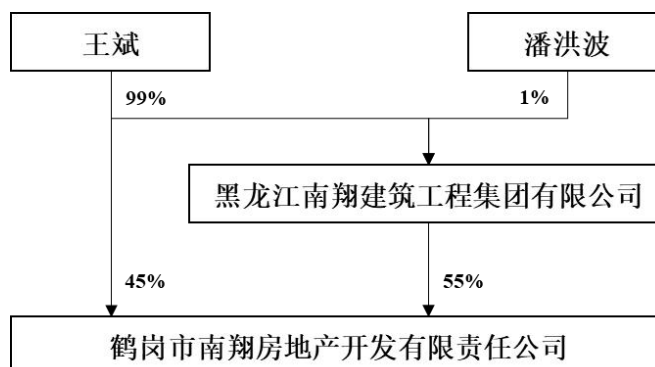 王斌
潘洪波
99%
1%
黑龙江南翔建筑工程集团有限公司
45%
55%
鹤岗市南翔房地产开发有限责任公司